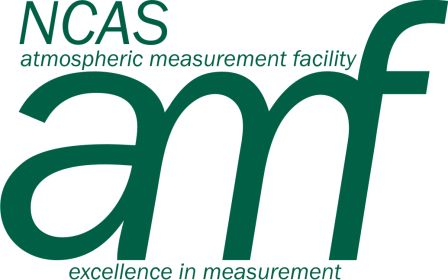 NCAS
atmospheric measurement facility
amf
excellence in measurement